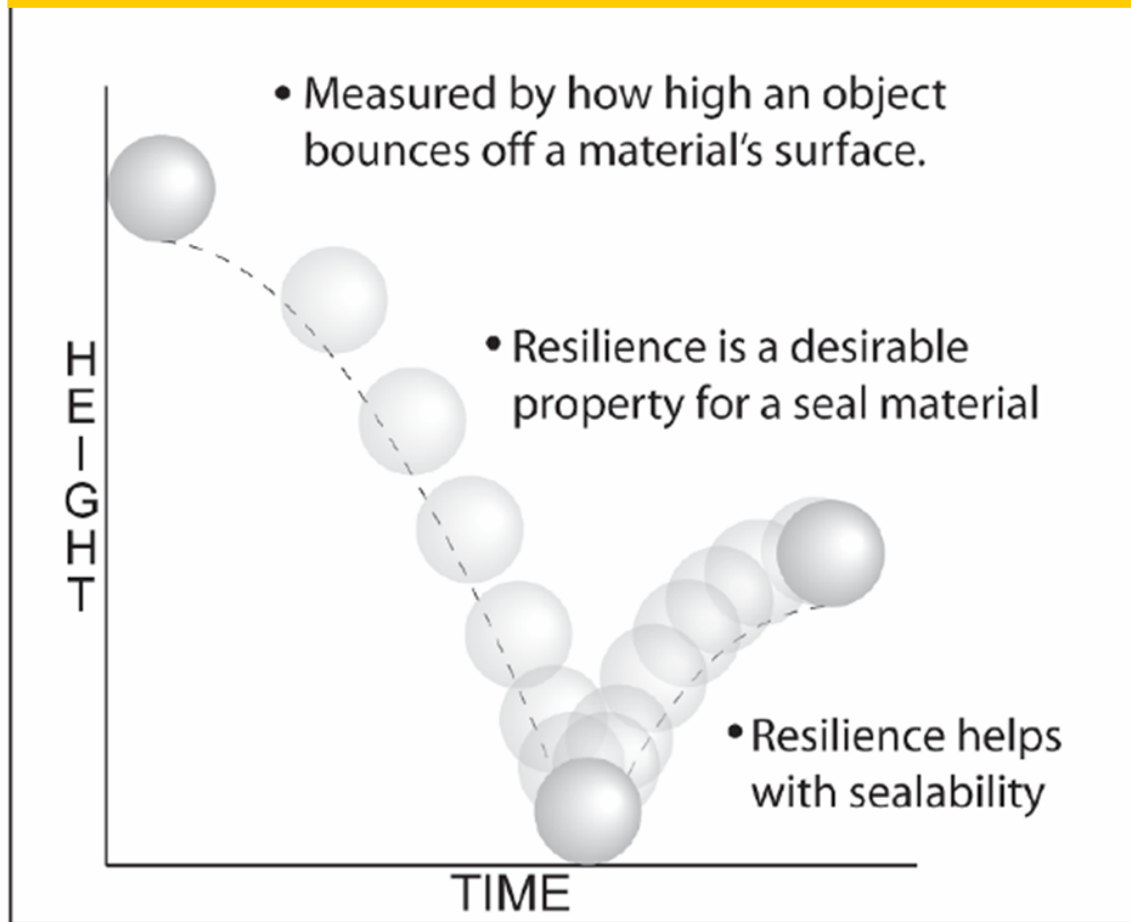 • Measured by how high an object
bounces off a material's surface.
• Resilience is a desirable
property for a seal material
HEIGHT
• Resilience helps
with sealability
TIME